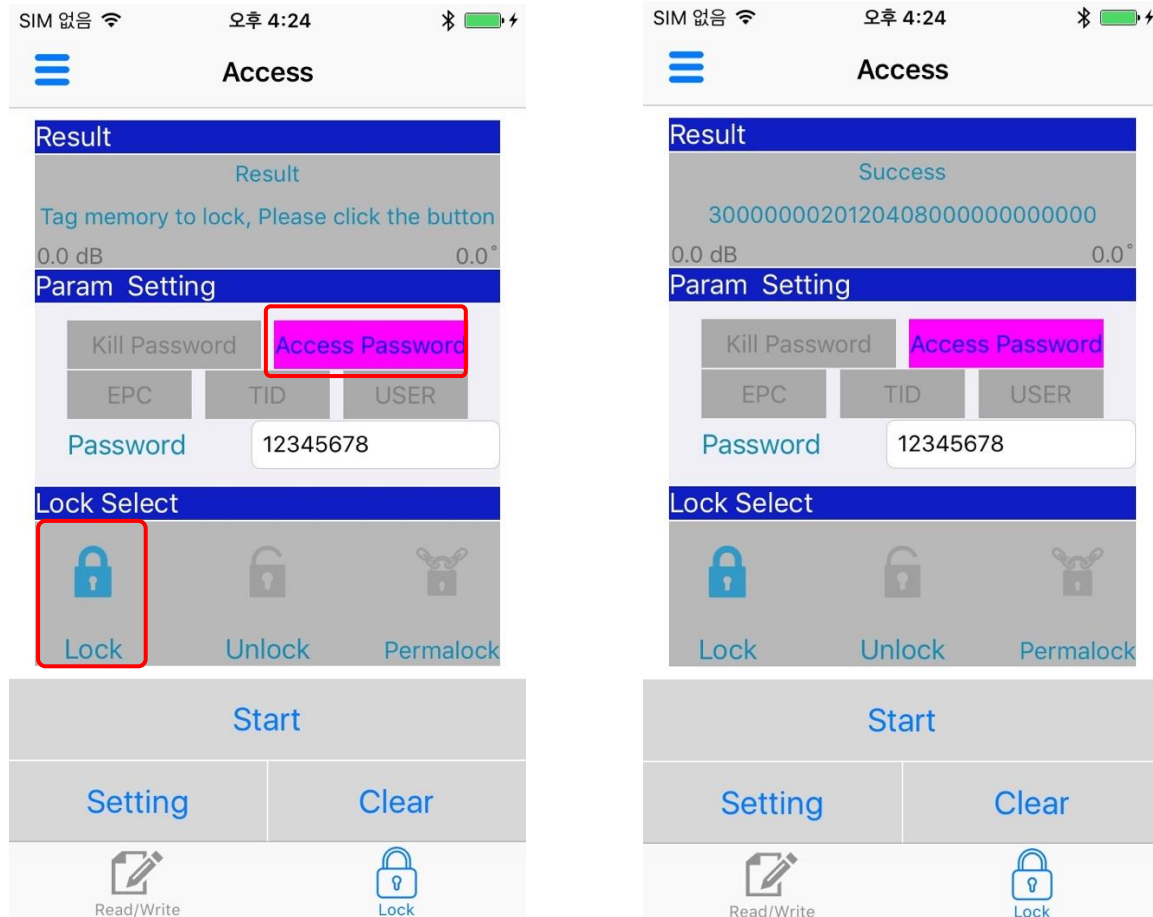 SIM 없음 오후 4:24
Access
Result
Result
Tag memory to lock, Please click the button
0.0 dB 0.0°
Param Setting
Kill Password Access Password
EPC TID USER
Password 12345678
Lock Select
Lock Unlock Permalock
Start
Setting Clear
Read/Write Lock
SIM 없음 오후 4:24
Access
Result
Success
300000002012040800000000000
0.0 dB 0.0°
Param Setting
Kill Password Access Password
EPC TID USER
Password 12345678
Lock Select
Lock Unlock Permalock
Start
Setting Clear
Read/Write Lock